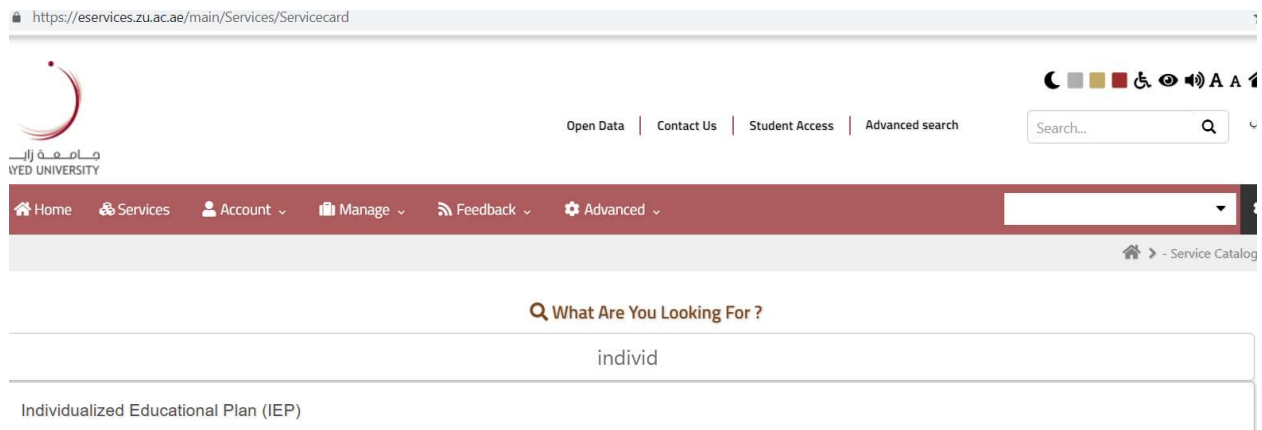 https://eservices.zu.ac.ae/main/Services/Servicecard
A A
Open Data | Contact Us | Student Access | Advanced search
Search...
YED UNIVERSITY
Home Services Account Manage Feedback Advanced
> - Service Catalog
What Are You Looking For ?
individ
Individualized Educational Plan (IEP)